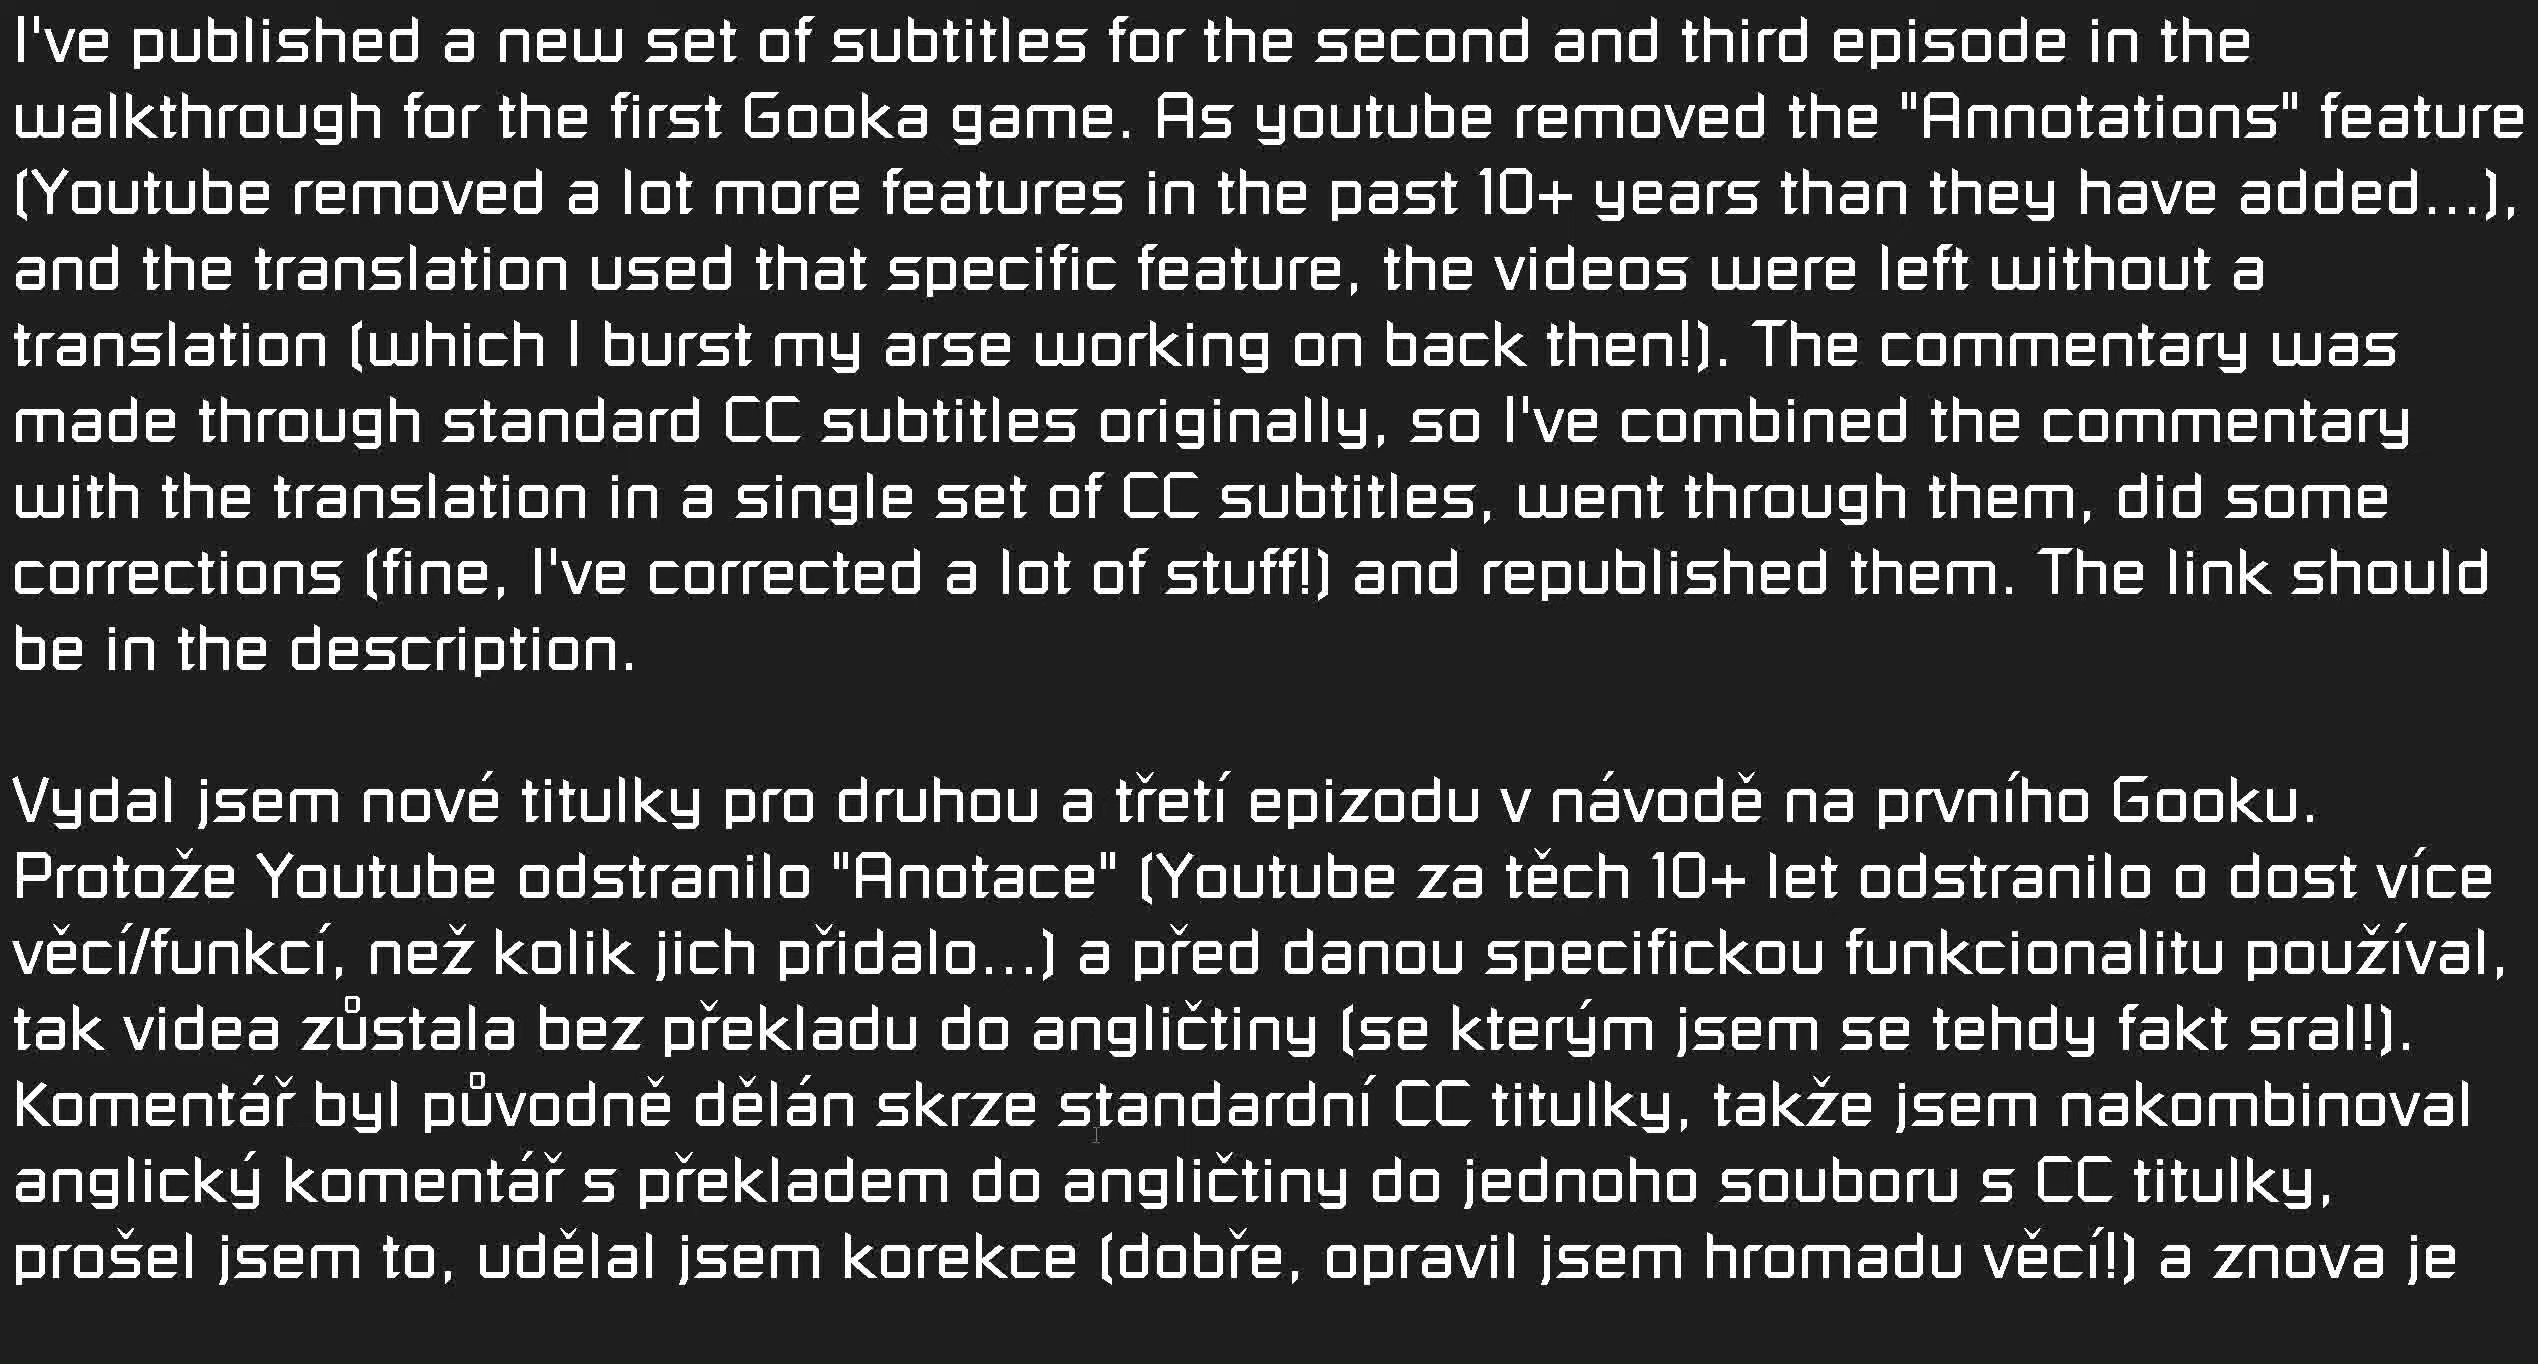 I've published a new set of subtitles for the second and third episode in the
walkthrough for the first Gooka game. As youtube removed the "Annotations" feature
(Youtube removed a lot more features in the past 10+ years than they have added...),
and the translation used that specific feature, the videos were left without a
translation (which I burst my arse working on back then!). The commentary was
made through standard CC subtitles originally, so I've combined the commentary
with the translation in a single set of CC subtitles, went through them, did some
corrections (fine, I've corrected a lot of stuff!) and republished them. The link should
be in the description.

Vydal jsem nové titulky pro druhou a třetí epizodu v návodě na prvního Gooku.
Protože Youtube odstranilo "Anotace" (Youtube za těch 10+ let odstranilo o dost více
věcí/funkcí, než kolik jich přidalo...) a před danou specifickou funkcionalitu používal,
tak videa zůstala bez překladu do angličtiny (se kterým jsem se tehdy fakt sral!).
Komentář byl původně dělán skrze standardní CC titulky, takže jsem nakombinoval
anglický komentář s překladem do angličtiny do jednoho souboru s CC titulky,
prošel jsem to, udělal jsem korekce (dobře, opravil jsem hromadu věcí!) a znova je